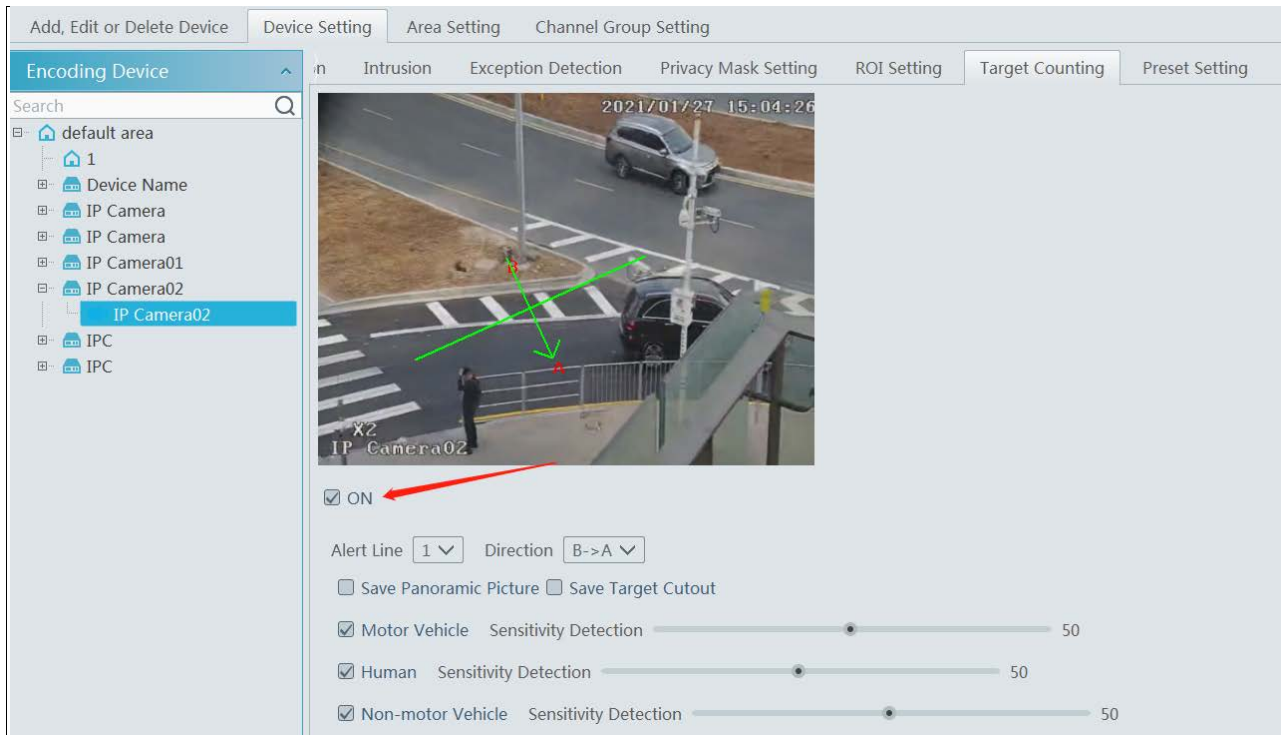 Add, Edit or Delete Device Device Setting Area Setting Channel Group Setting
Encoding Device
n Intrusion Exception Detection Privacy Mask Setting ROI Setting Target Counting Preset Setting
Search
default area
1
Device Name
IP Camera
IP Camera
IP Camera01
IP Camera02
IP Camera02
IPC
IPC
2021/01/27 15:04:26
B
A
X2
IP Camera02
ON
Alert Line 1 Direction B->A
Save Panoramic Picture Save Target Cutout
Motor Vehicle Sensitivity Detection 50
Human Sensitivity Detection 50
Non-motor Vehicle Sensitivity Detection 50